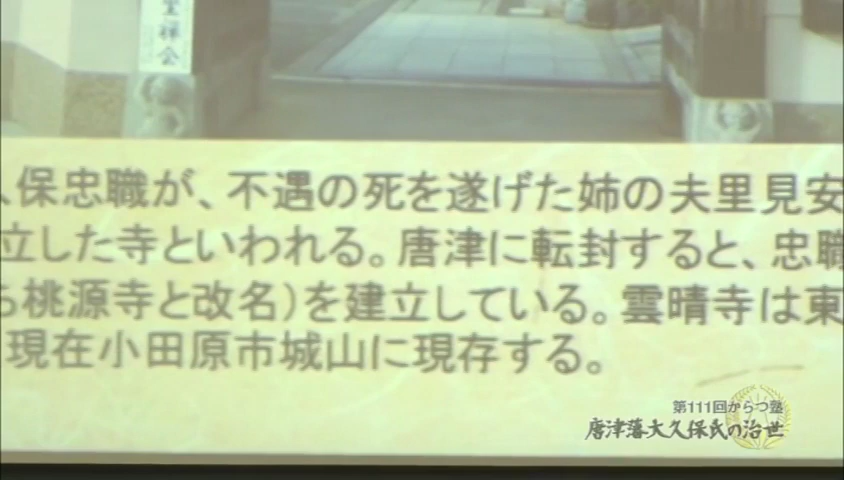 里禅会
保忠職が、不遇の死を遂げた姉の夫里見安
立した寺といわれる。唐津に転封すると、忠職
桃源寺と改名）を建立している。雲晴寺は東
現在小田原市城山に現存する。
第111回からつ塾
唐津藩大久保氏の治世